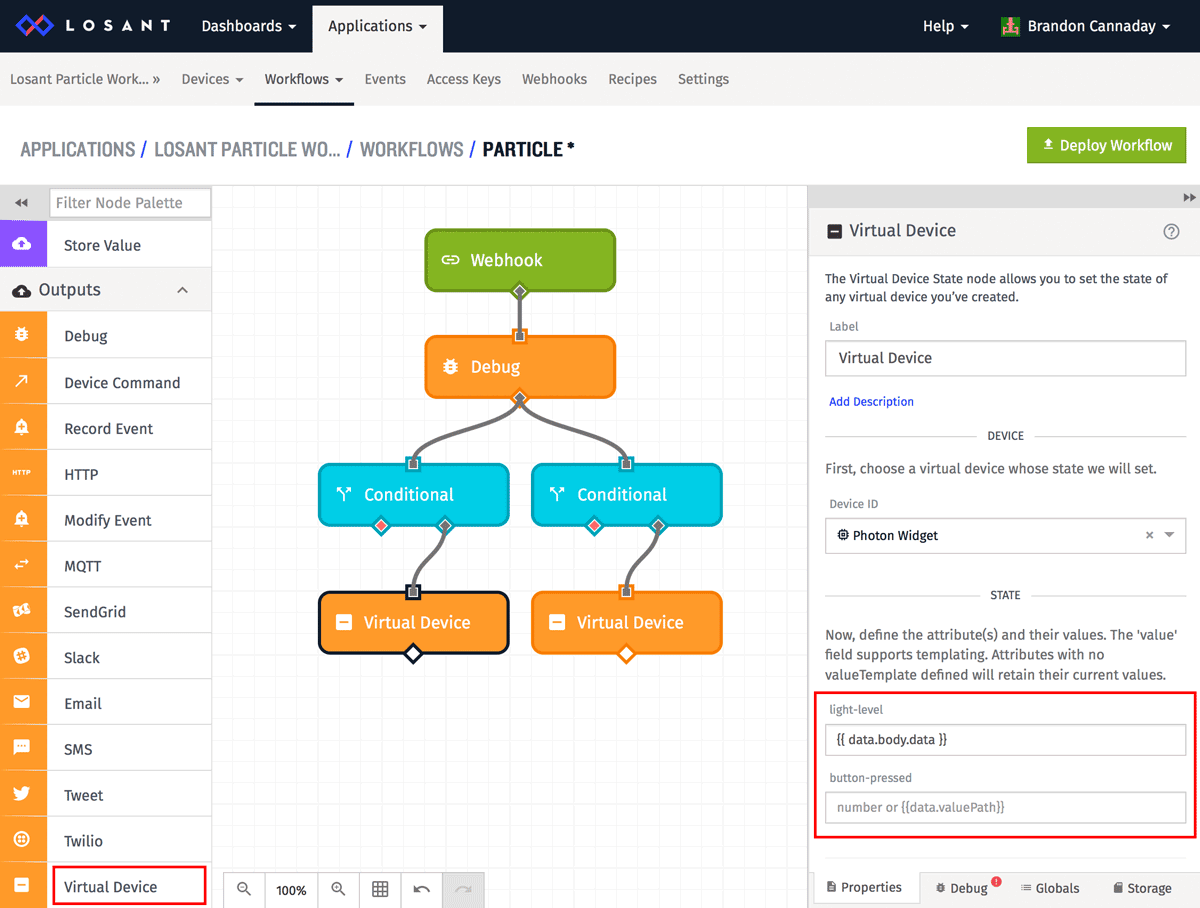 LOSANT Dashboards Applications Help Brandon Cannaday
Losant Particle Work... » Devices Workflows Events Access Keys Webhooks Recipes Settings
APPLICATIONS / LOSANT PARTICLE WO... / WORKFLOWS / PARTICLE *
Deploy Workflow
Filter Node Palette
Store Value
Outputs
Debug
Device Command
Record Event
HTTP HTTP
Modify Event
MQTT
SendGrid
Slack
Email
SMS
Tweet
Twilio
Virtual Device
Webhook
Debug
Conditional Conditional
Virtual Device Virtual Device
100%
Virtual Device
The Virtual Device State node allows you to set the state of
any virtual device you've created.
Label
Virtual Device
Add Description
DEVICE
First, choose a virtual device whose state we will set.
Device ID
Photon Widget ×
STATE
Now, define the attribute(s) and their values. The 'value'
field supports templating. Attributes with no
valueTemplate defined will retain their current values.
light-level
{{ data.body.data }}
button-pressed
number or {{data.valuePath}}
Properties Debug ! Globals Storage